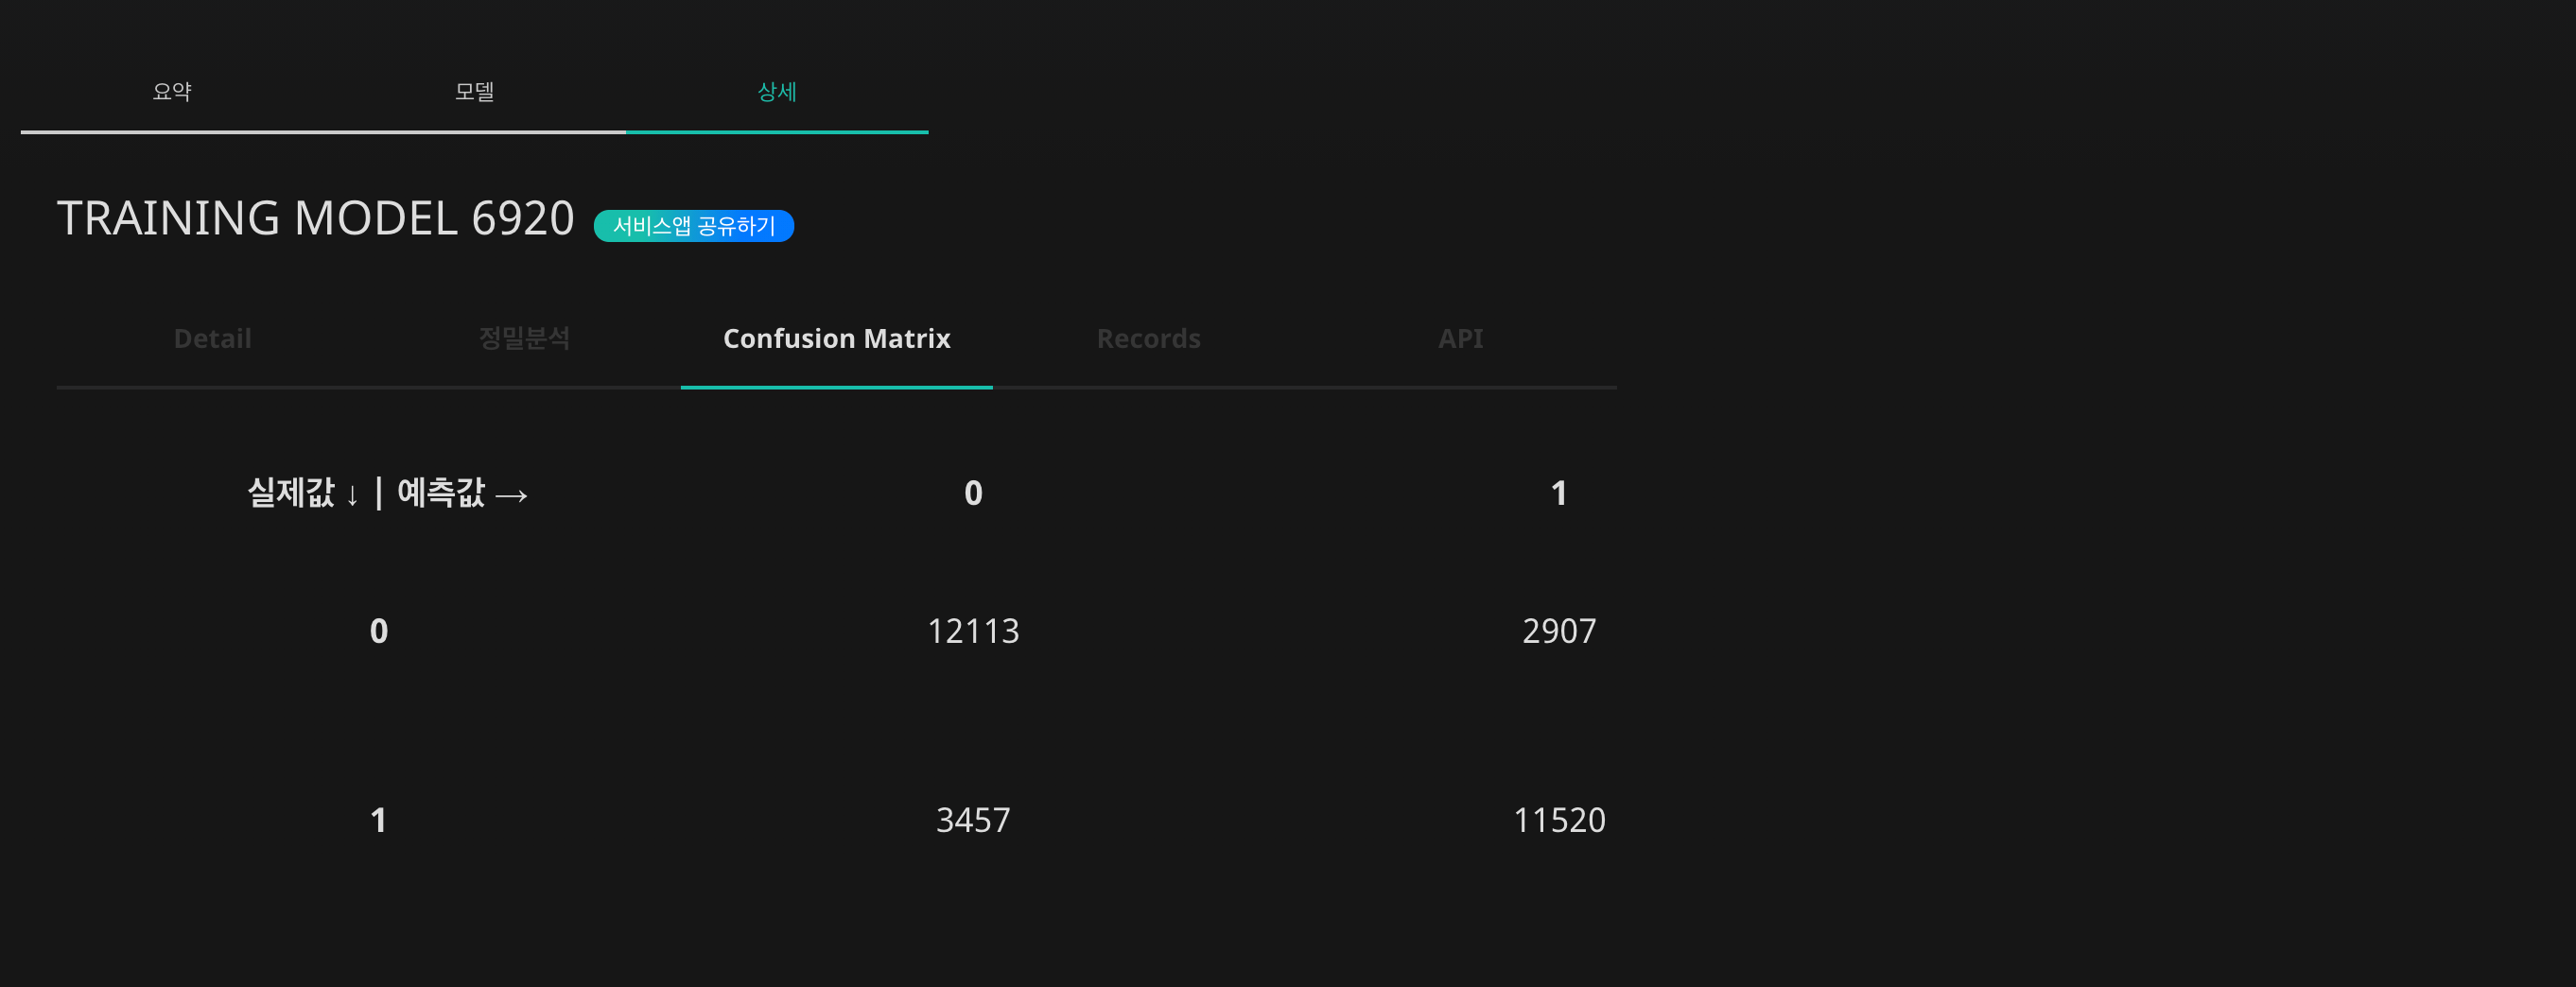 요약 모델 상세
TRAINING MODEL 6920 서비스앱 공유하기
Detail 정밀분석 Confusion Matrix Records API
실제값 ↓ | 예측값 → 0 1
0 12113 2907
1 3457 11520